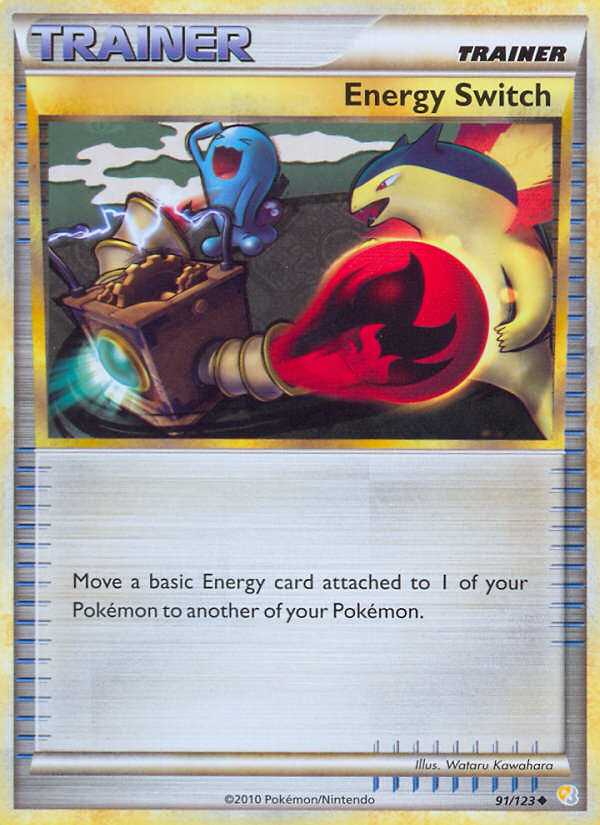 TRAINER
TRAINER
Energy Switch
Move a basic Energy card attached to 1 of your
Pokémon to another of your Pokémon.
Illus. Wataru Kawahara
©2010 Pokémon/Nintendo
91/123